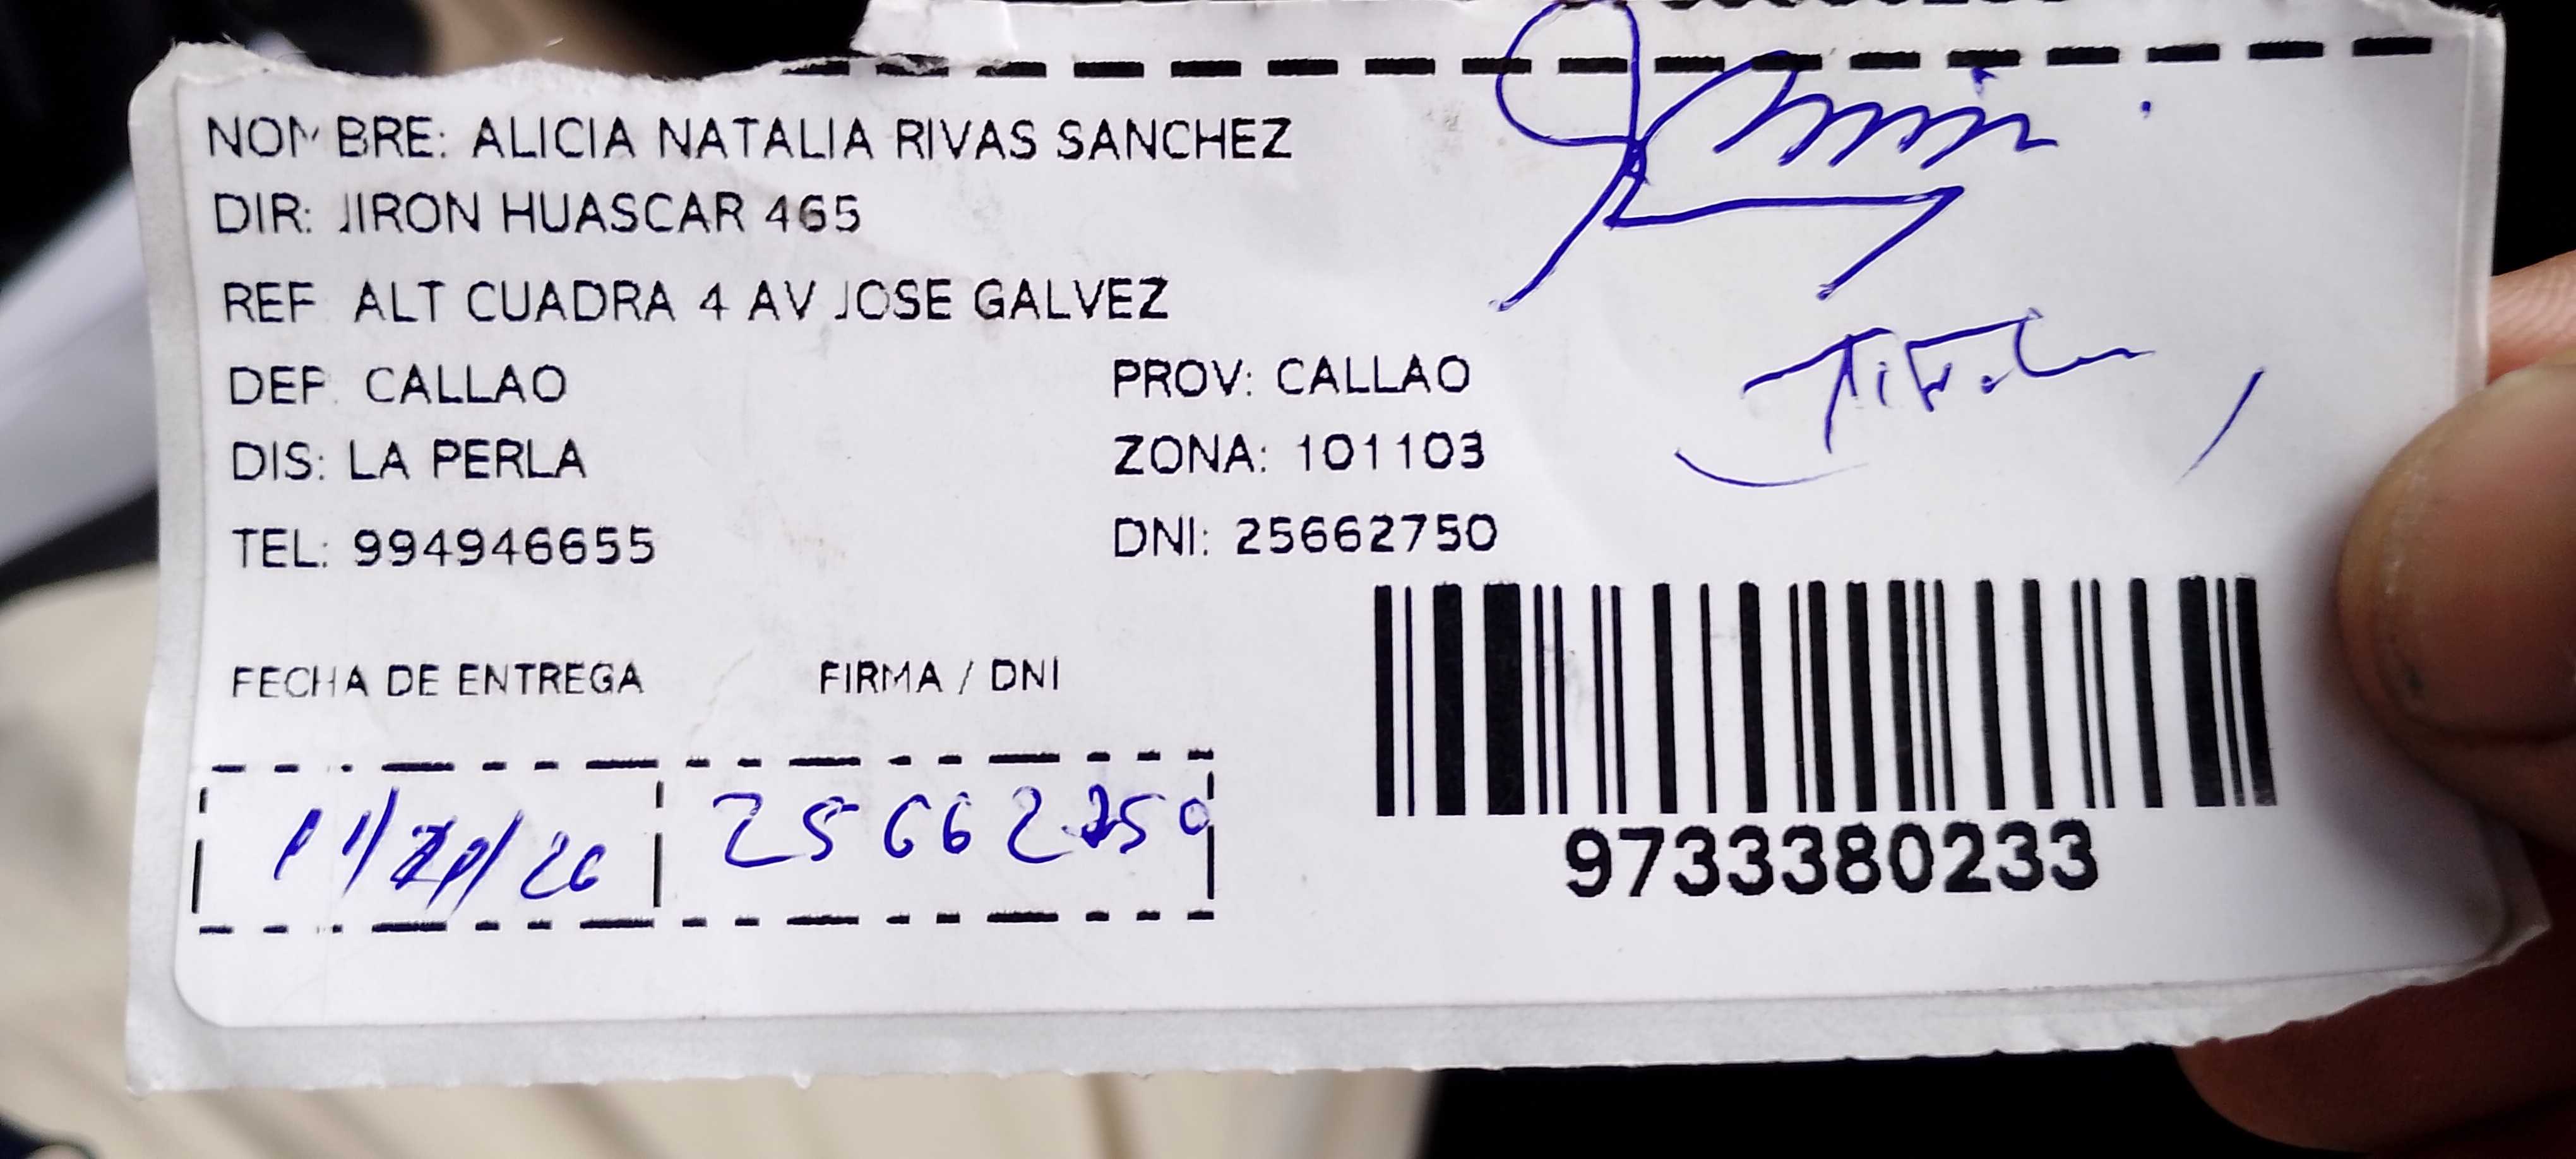 NOMBRE: ALICIA NATALIA RIVAS SANCHEZ
DIR: JIRON HUASCAR 465
REF ALT CUADRA 4 AV JOSE GALVEZ
DEP. CALLAO
PROV: CALLAO
DIS: LA PERLA
ZONA: 101103
TEL: 994946655
DNI: 25662750
FECHA DE ENTREGA
FIRMA / DNI
25662750
9733380233